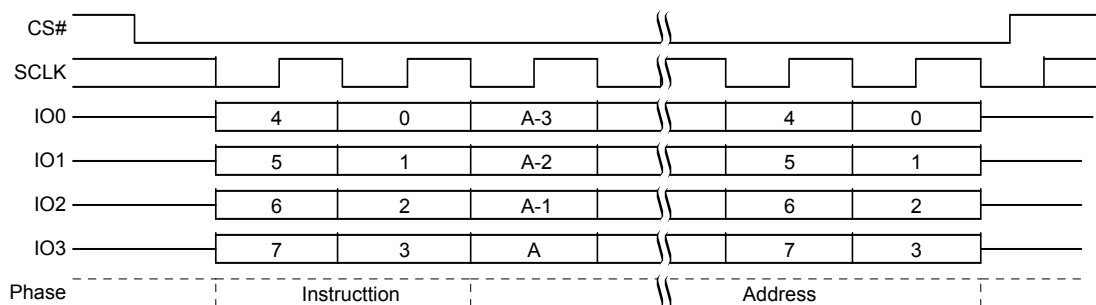 CS#
SCLK
IO0 4 0 A-3 4 0
IO1 5 1 A-2 5 1
IO2 6 2 A-1 6 2
IO3 7 3 A 7 3
Phase Instructtion Address